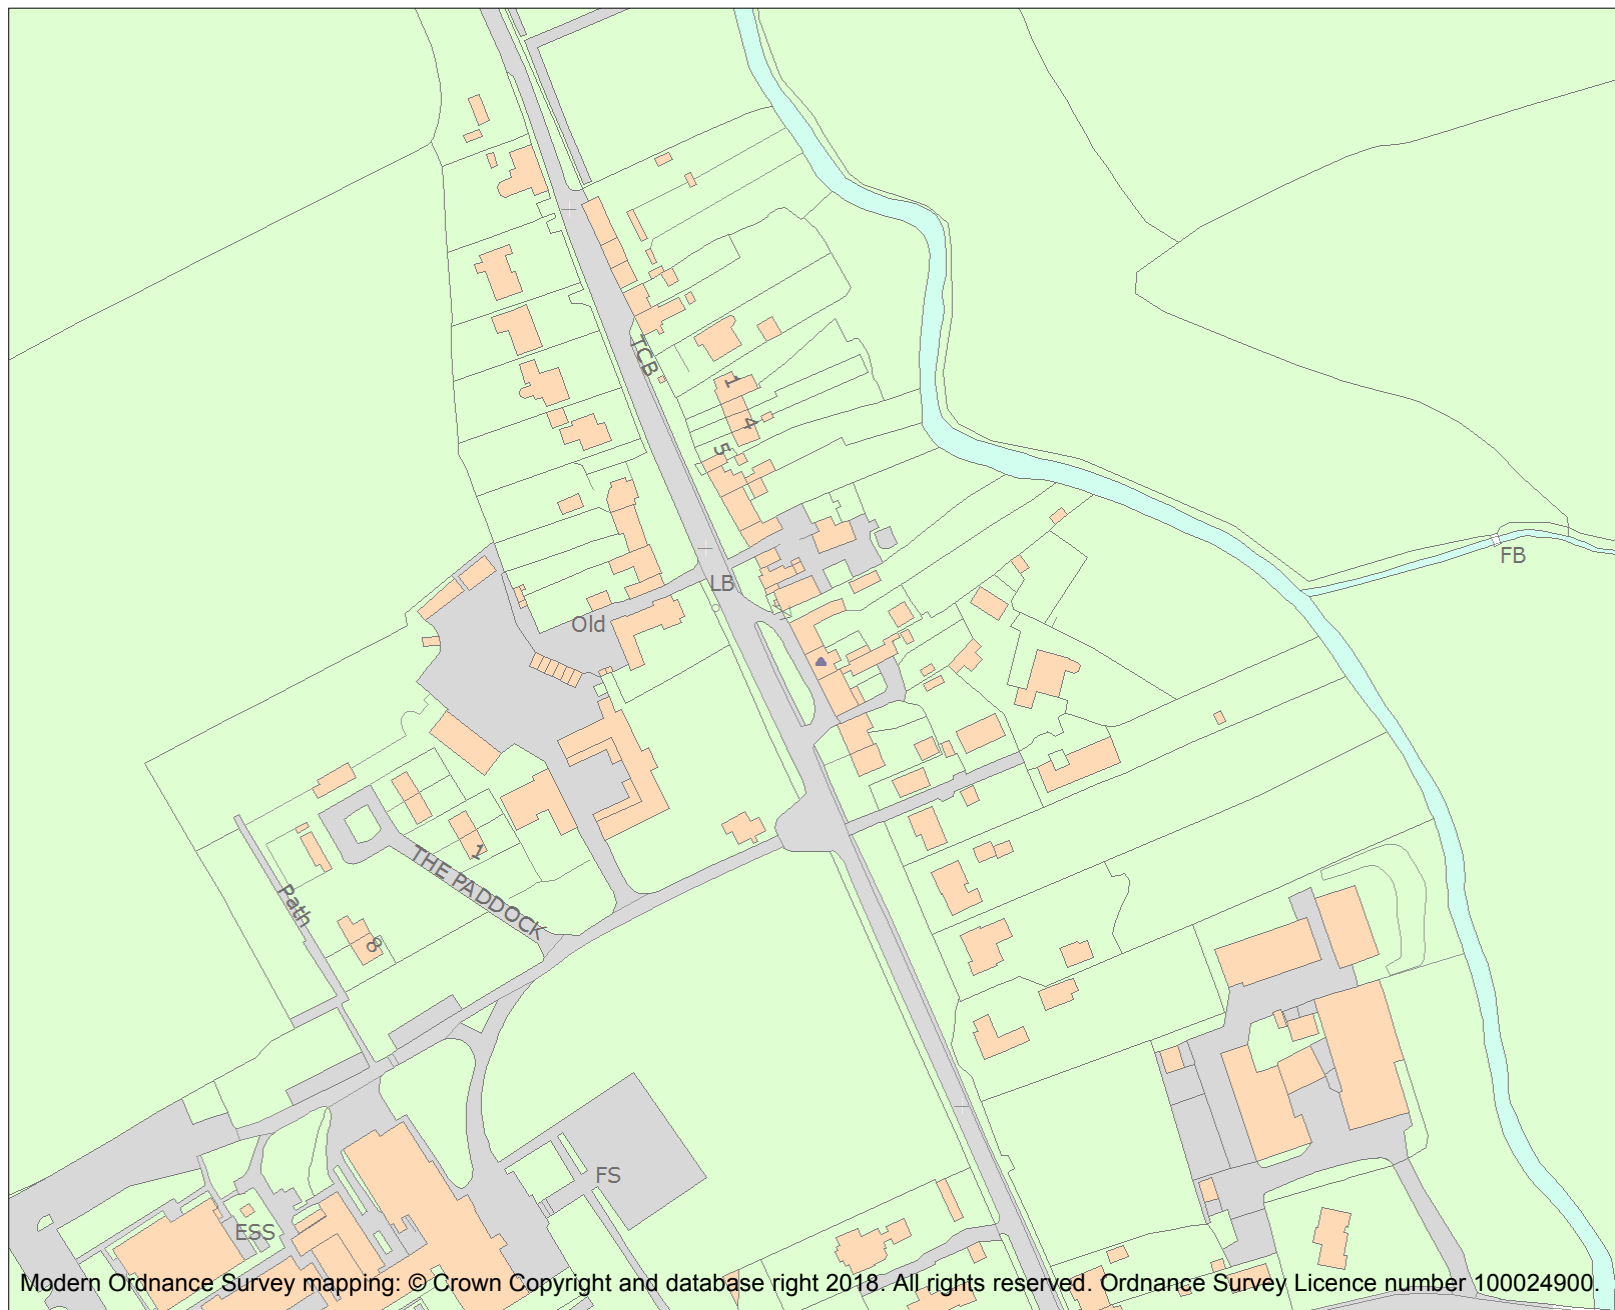 TCB
1
4
5
FB
LB
Old
1
THE PADDOCK
Path
8
FS
ESS
Modern Ordnance Survey mapping: © Crown Copyright and database right 2018. All rights reserved. Ordnance Survey Licence number 100024900.